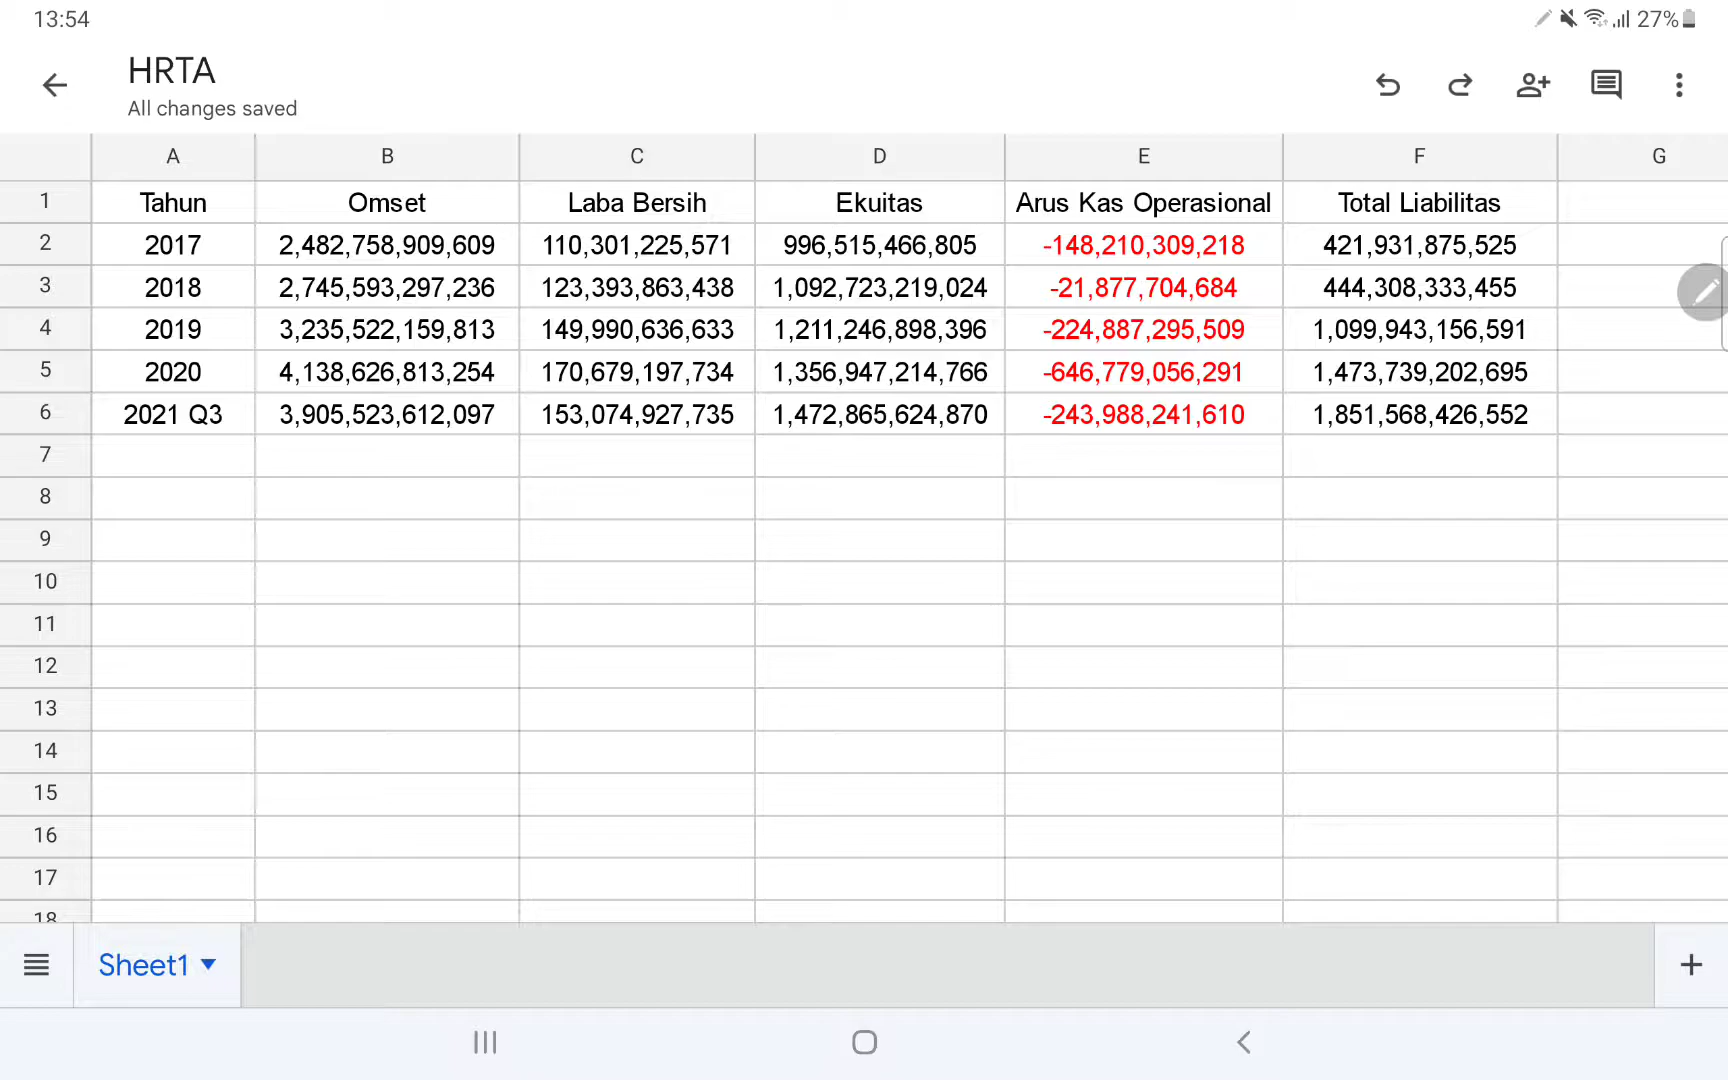 13:54
27%
HRTA
All changes saved
A B C D E F G
1 Tahun Omset Laba Bersih Ekuitas Arus Kas Operasional Total Liabilitas
2 2017 2,482,758,909,609 110,301,225,571 996,515,466,805 -148,210,309,218 421,931,875,525
3 2018 2,745,593,297,236 123,393,863,438 1,092,723,219,024 -21,877,704,684 444,308,333,455
4 2019 3,235,522,159,813 149,990,636,633 1,211,246,898,396 -224,887,295,509 1,099,943,156,591
5 2020 4,138,626,813,254 170,679,197,734 1,356,947,214,766 -646,779,056,291 1,473,739,202,695
6 2021 Q3 3,905,523,612,097 153,074,927,735 1,472,865,624,870 -243,988,241,610 1,851,568,426,552
7
8
9
10
11
12
13
14
15
16
17
18
Sheet1